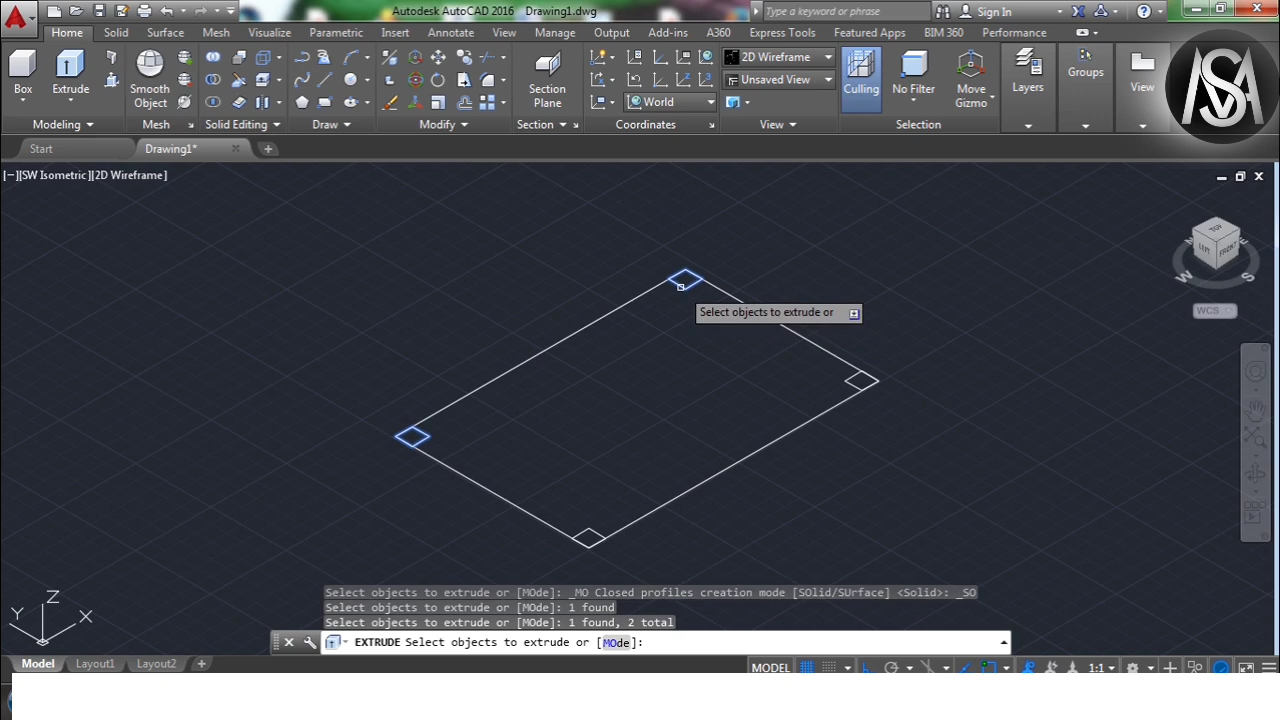 Autodesk AutoCAD 2016 Drawing1.dwg
Type a keyword or phrase
Sign In
Home Solid Surface Mesh Visualize Parametric Insert Annotate View Manage Output Add-ins A360 Express Tools Featured Apps BIM 360 Performance
2D Wireframe
Unsaved View
World
Box
Extrude
Smooth
Object
Section
Plane
Culling
No Filter
Move
Gizmo
Layers
Groups
View
Modeling
Mesh
Solid Editing
Draw
Modify
Section
Coordinates
View
Selection
Start
Drawing1*
[−][SW Isometric][2D Wireframe]
TOP
LEFT
FRONT
W
S
N
E
WCS
Select objects to extrude or
Select objects to extrude or [MOde]: _MO Closed profiles creation mode [SOlid/SUrface] <Solid>: _SO
Select objects to extrude or [MOde]: 1 found
Select objects to extrude or [MOde]: 1 found, 2 total
EXTRUDE Select objects to extrude or [MOde]:
Z
Y
X
Model
Layout1
Layout2
MODEL
1:1